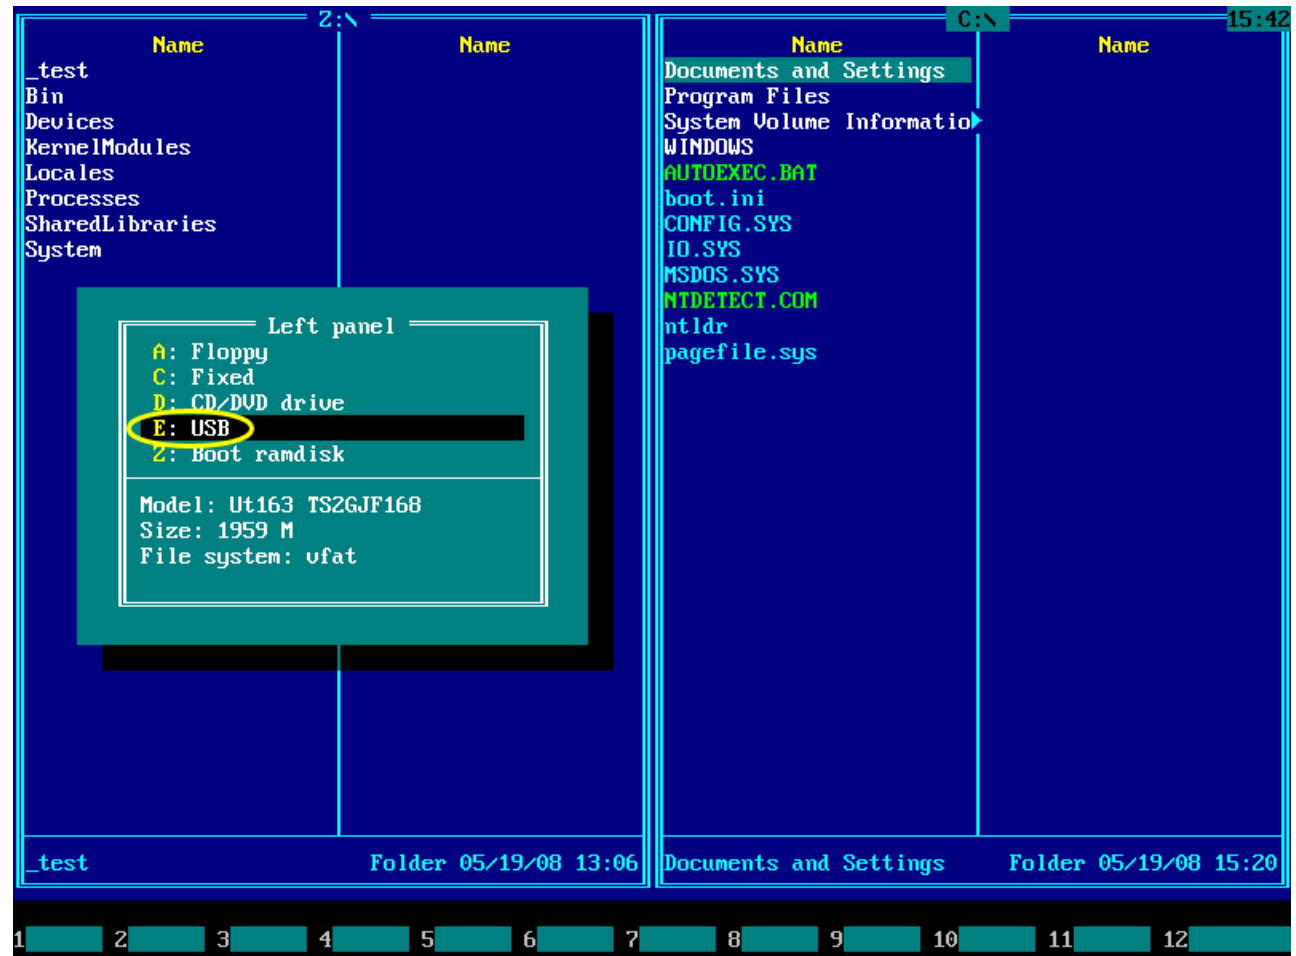 Z:\
Name Name
_test
Bin
Devices
KernelModules
Locales
Processes
SharedLibraries
System
Left panel
A: Floppy
C: Fixed
D: CD/DVD drive
E: USB
Z: Boot ramdisk
Model: Ut163 TS2GJF168
Size: 1959 M
File system: vfat
_test Folder 05/19/08 13:06
C:\ 15:42
Name Name
Documents and Settings
Program Files
System Volume Informatio
WINDOWS
AUTOEXEC.BAT
boot.ini
CONFIG.SYS
IO.SYS
MSDOS.SYS
NTDETECT.COM
ntldr
pagefile.sys
Documents and Settings Folder 05/19/08 15:20
1 2 3 4 5 6 7 8 9 10 11 12